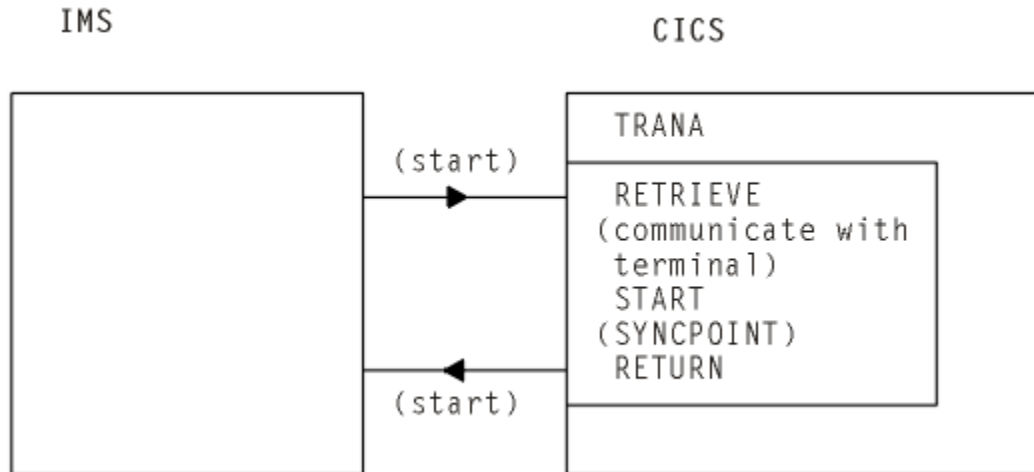 IMS
CICS
TRANA
(start)
RETRIEVE
(communicate with
terminal)
START
(SYNCPOINT)
RETURN
(start)